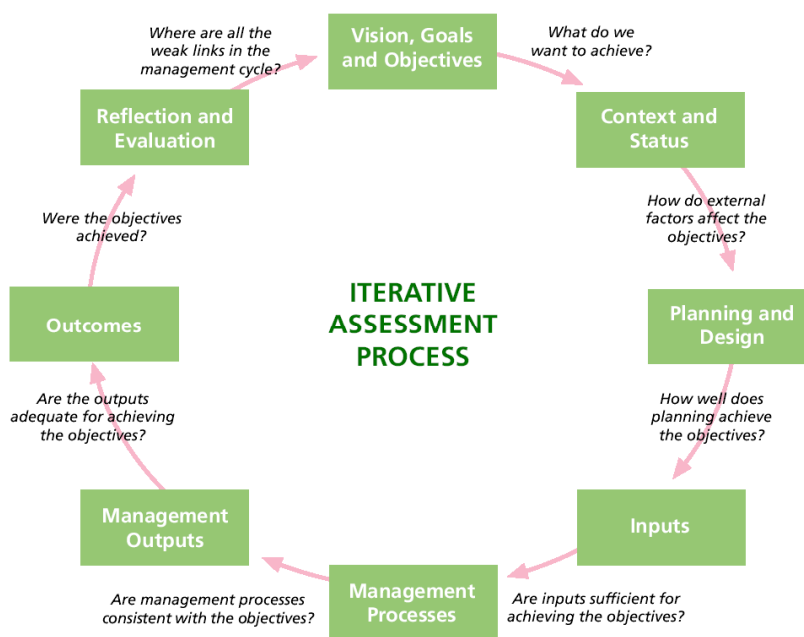 Vision, Goals
and Objectives
What do we
want to achieve?
Context and
Status
How do external
factors affect the
objectives?
Planning and
Design
How well does
planning achieve
the objectives?
Inputs
Are inputs sufficient for
achieving the objectives?
Management
Processes
Are management processes
consistent with the objectives?
Management
Outputs
Are the outputs
adequate for achieving
the objectives?
Outcomes
Were the objectives
achieved?
Reflection and
Evaluation
Where are all the
weak links in the
management cycle?
ITERATIVE
ASSESSMENT
PROCESS